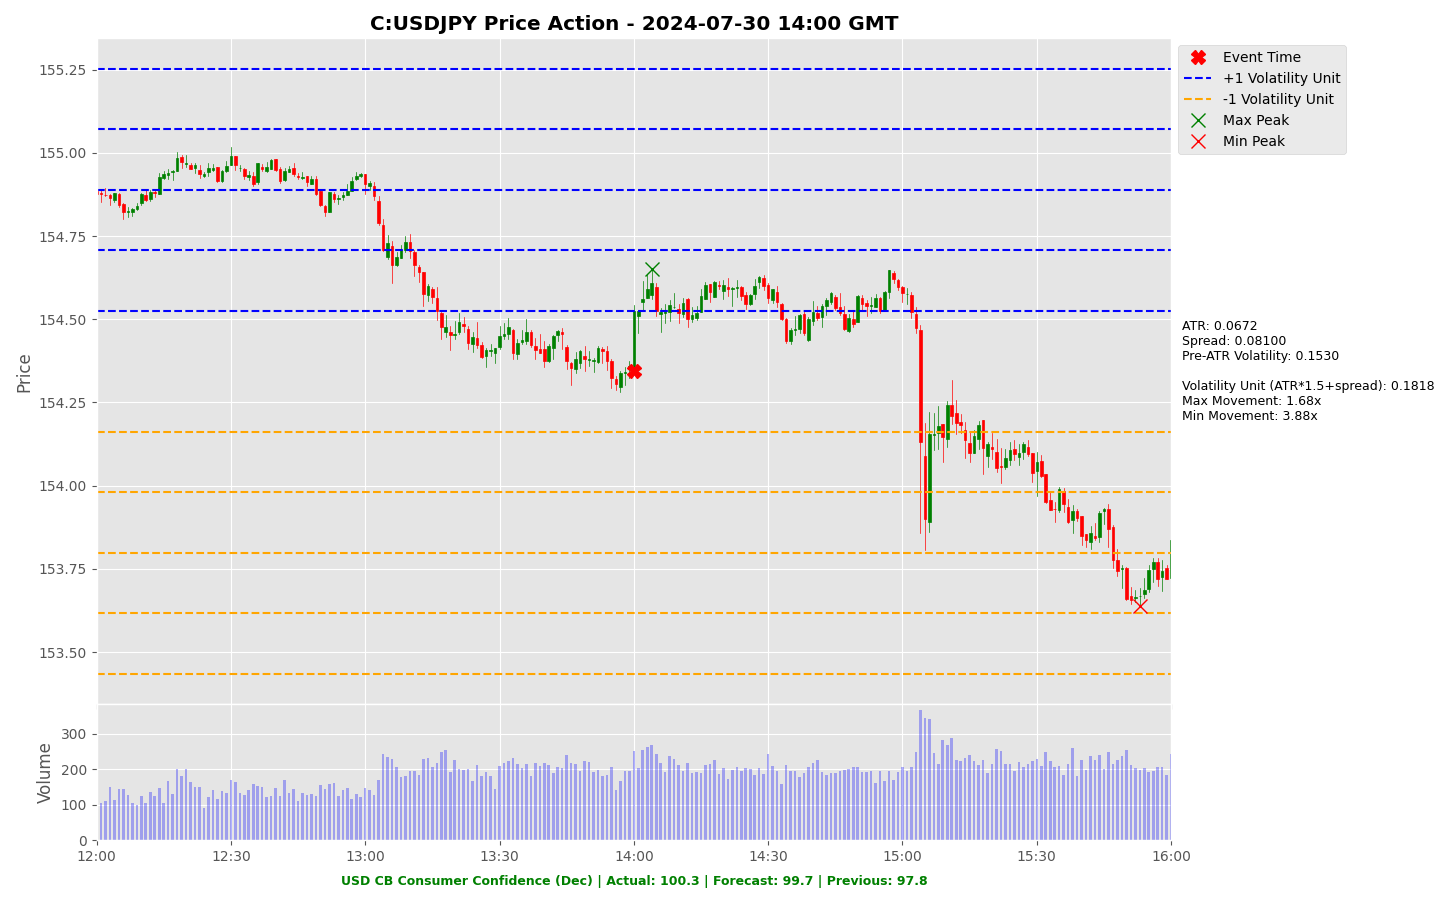 C:USDJPY Price Action - 2024-07-30 14:00 GMT
Event Time
+1 Volatility Unit
-1 Volatility Unit
Max Peak
Min Peak
Price
155.25
155.00
154.75
154.50
154.25
154.00
153.75
153.50
ATR: 0.0672
Spread: 0.08100
Pre-ATR Volatility: 0.1530
Volatility Unit (ATR*1.5+spread): 0.1818
Max Movement: 1.68x
Min Movement: 3.88x
Volume
300
200
100
0
12:00
12:30
13:00
13:30
14:00
14:30
15:00
15:30
16:00
USD CB Consumer Confidence (Dec) | Actual: 100.3 | Forecast: 99.7 | Previous: 97.8